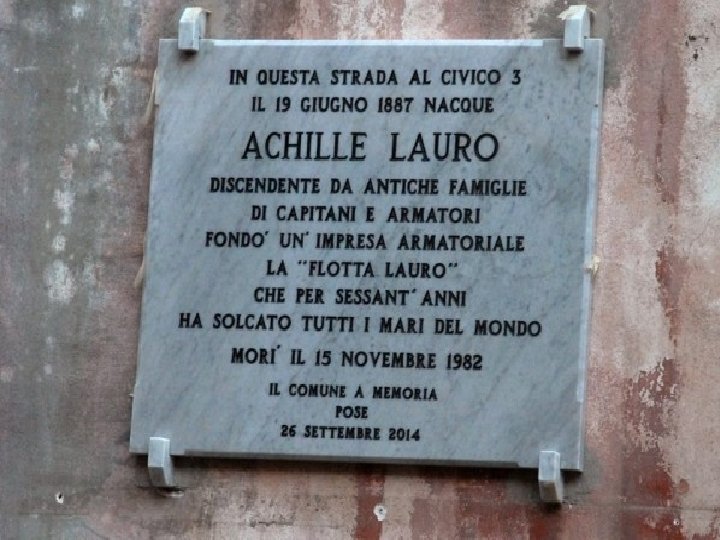 IN QUESTA STRADA AL CIVICO 3
IL 19 GIUGNO 1887 NACQUE
ACHILLE LAURO
DISCENDENTE DA ANTICHE FAMIGLIE
DI CAPITANI E ARMATORI
FONDO' UN' IMPRESA ARMATORIALE
LA "FLOTTA LAURO"
CHE PER SESSANT' ANNI
HA SOLCATO TUTTI I MARI DEL MONDO
MORI' IL 15 NOVEMBRE 1982
IL COMUNE A MEMORIA
POSE
26 SETTEMBRE 2014